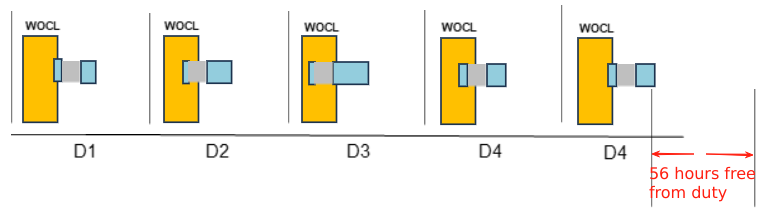 WOCL
WOCL
WOCL
WOCL
WOCL
D1
D2
D3
D4
D4
56 hours free
from duty